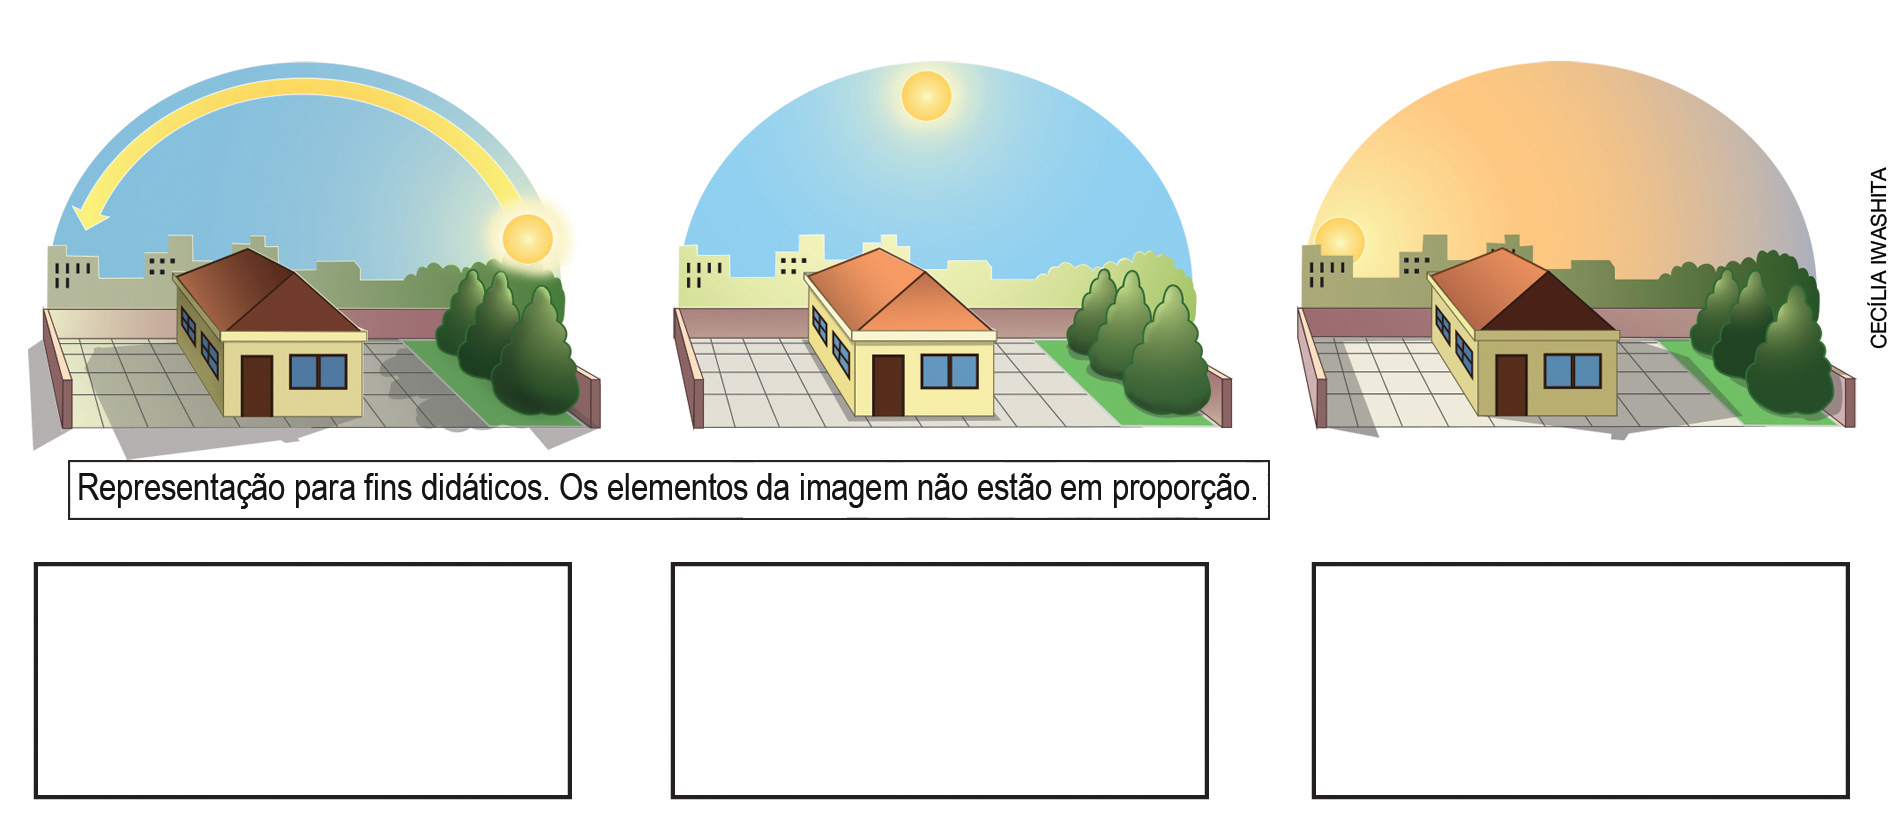 CECÍLIA IWASHITA
Representação para fins didáticos. Os elementos da imagem não estão em proporção.